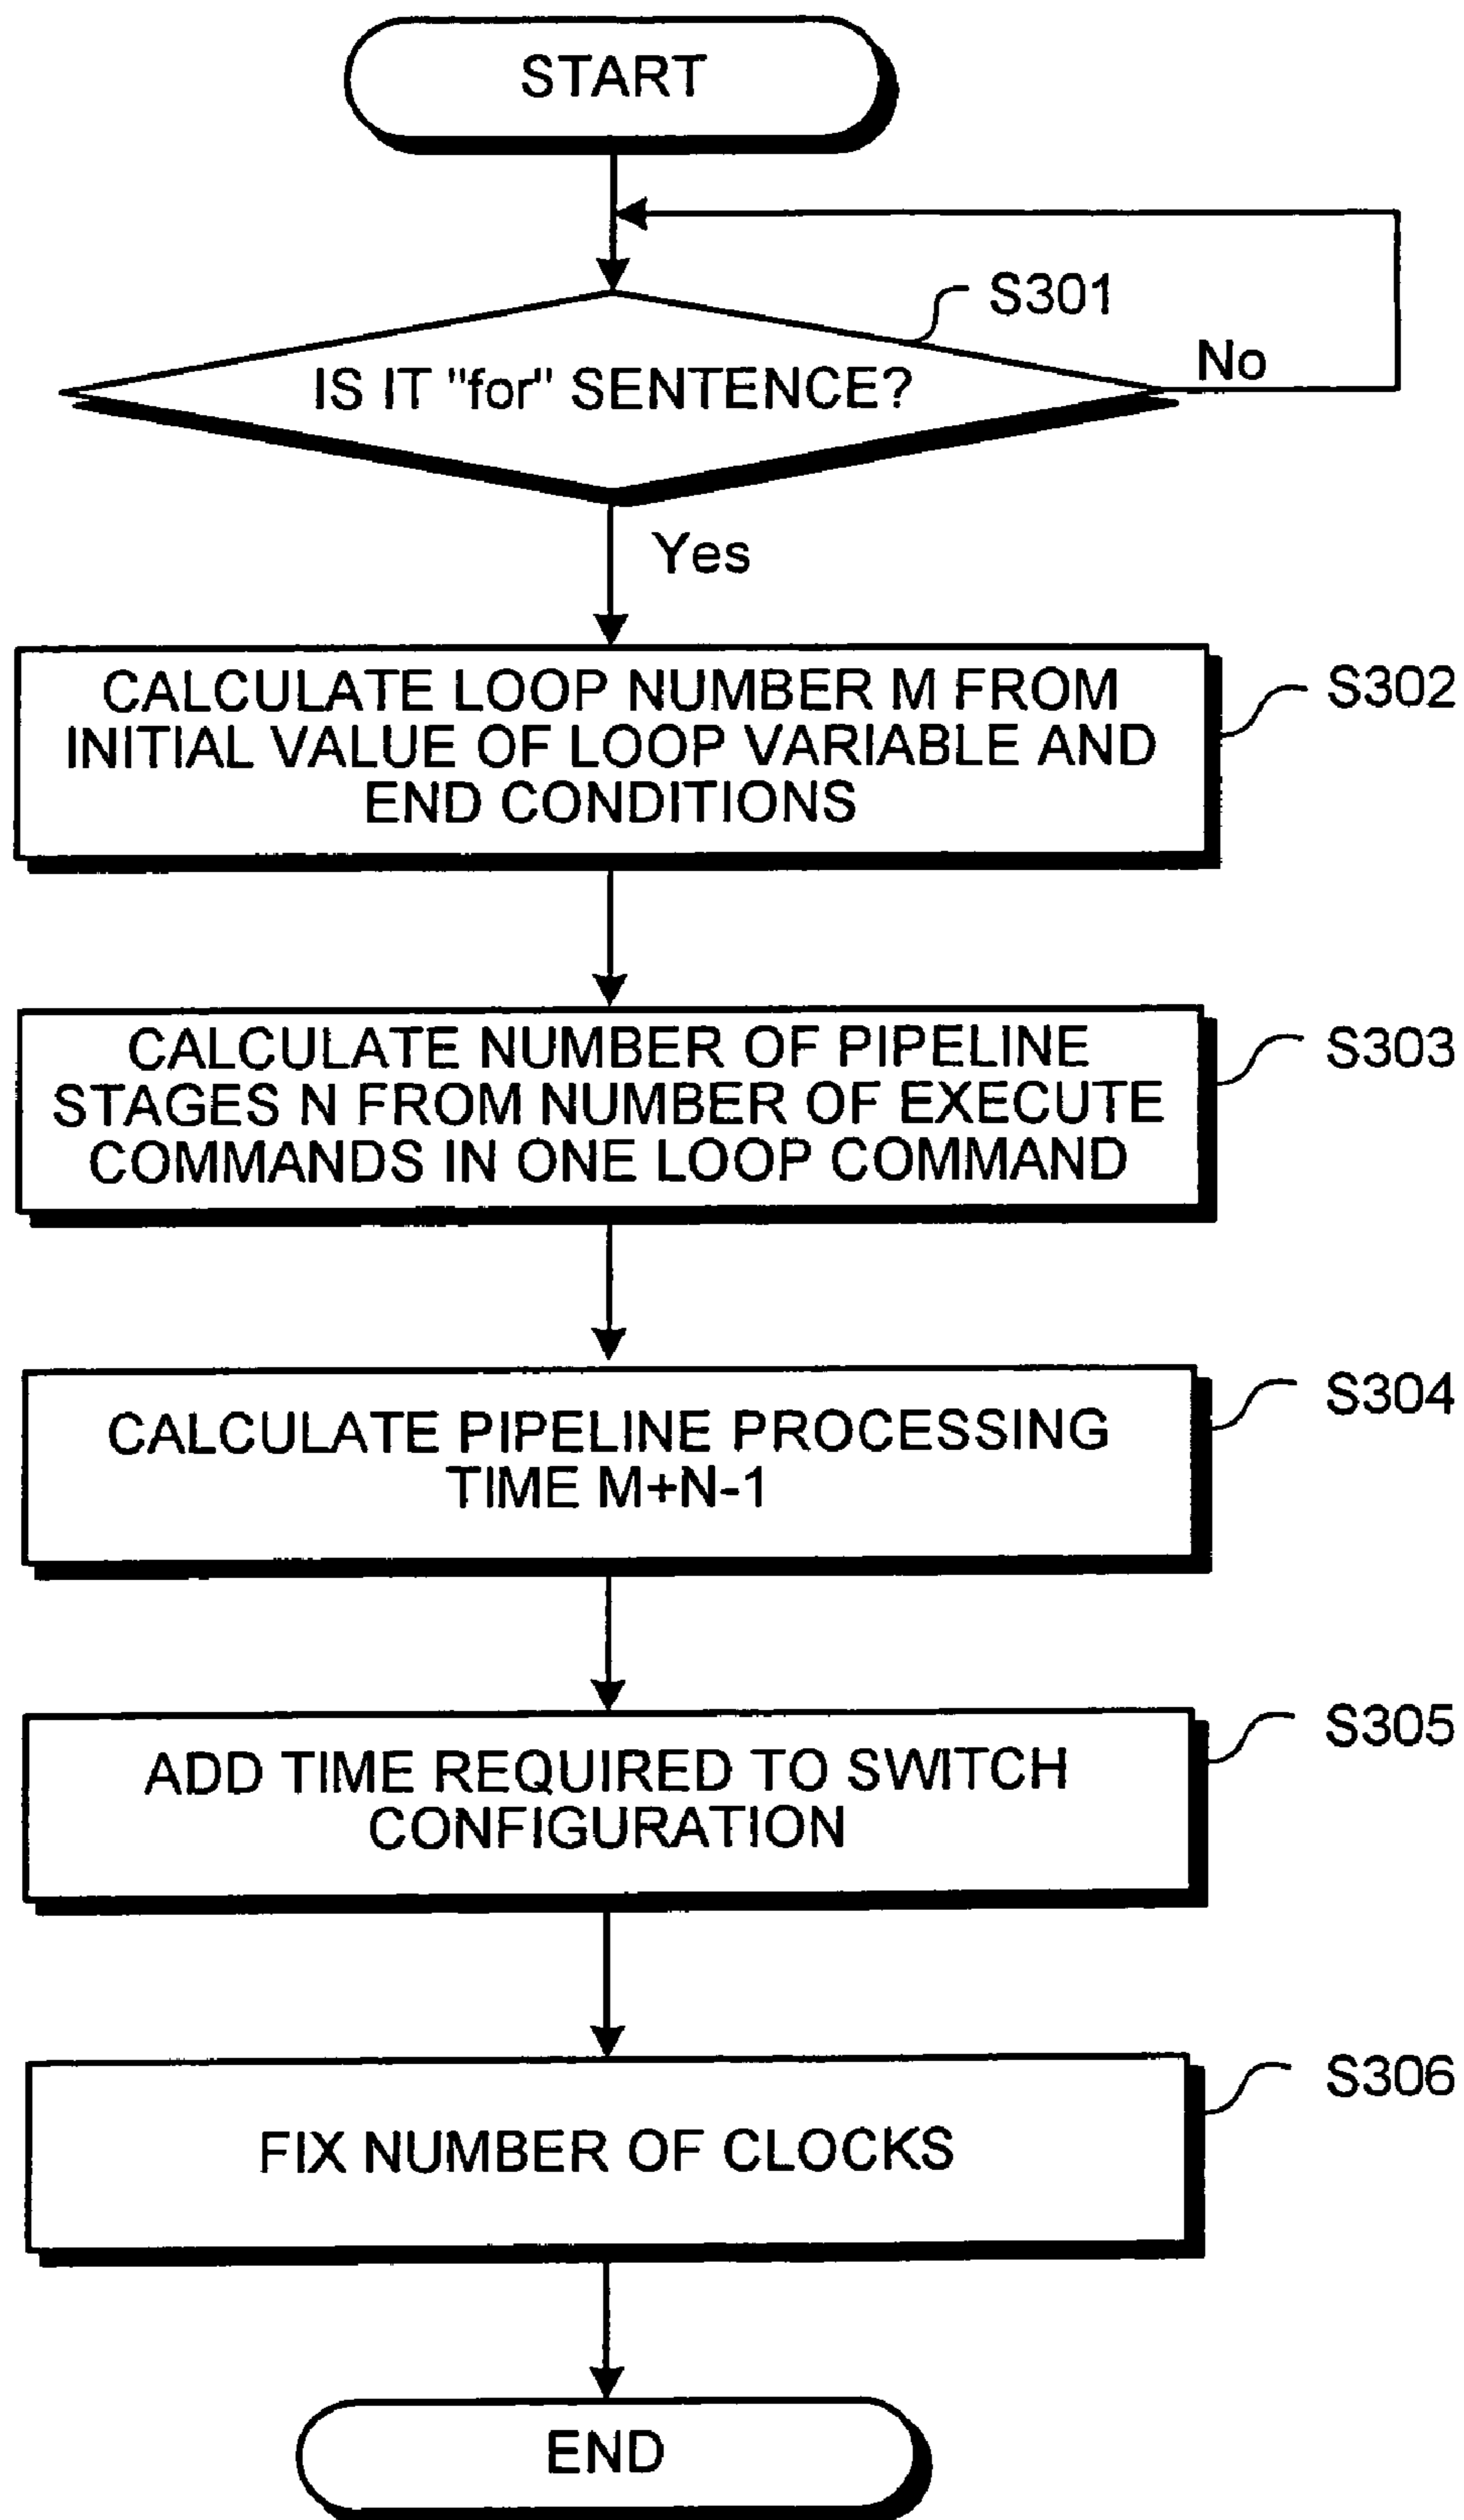 START
S301
IS IT "for" SENTENCE?
No
Yes
CALCULATE LOOP NUMBER M FROM
INITIAL VALUE OF LOOP VARIABLE AND
END CONDITIONS
S302
CALCULATE NUMBER OF PIPELINE
STAGES N FROM NUMBER OF EXECUTE
COMMANDS IN ONE LOOP COMMAND
S303
CALCULATE PIPELINE PROCESSING
TIME M+N-1
S304
ADD TIME REQUIRED TO SWITCH
CONFIGURATION
S305
FIX NUMBER OF CLOCKS
S306
END